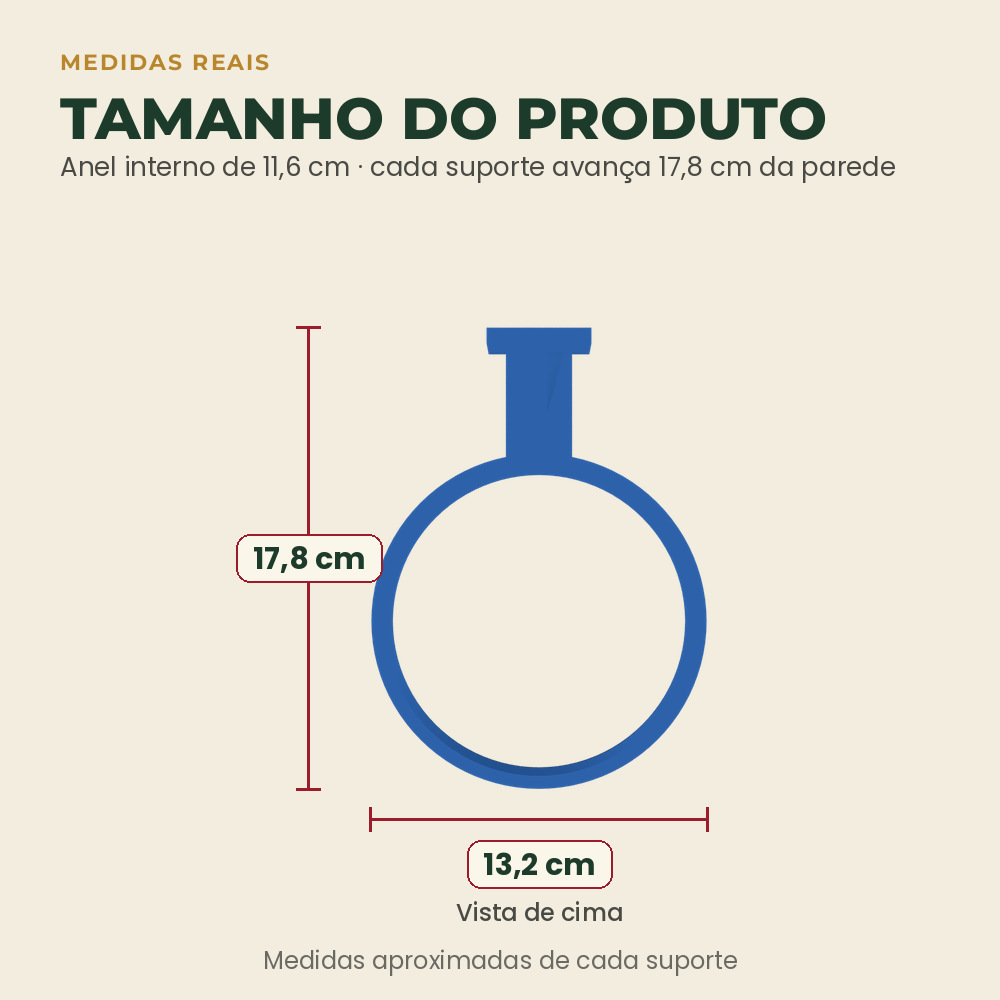 MEDIDAS REAIS
TAMANHO DO PRODUTO
Anel interno de 11,6 cm · cada suporte avança 17,8 cm da parede
17,8 cm
13,2 cm
Vista de cima
Medidas aproximadas de cada suporte